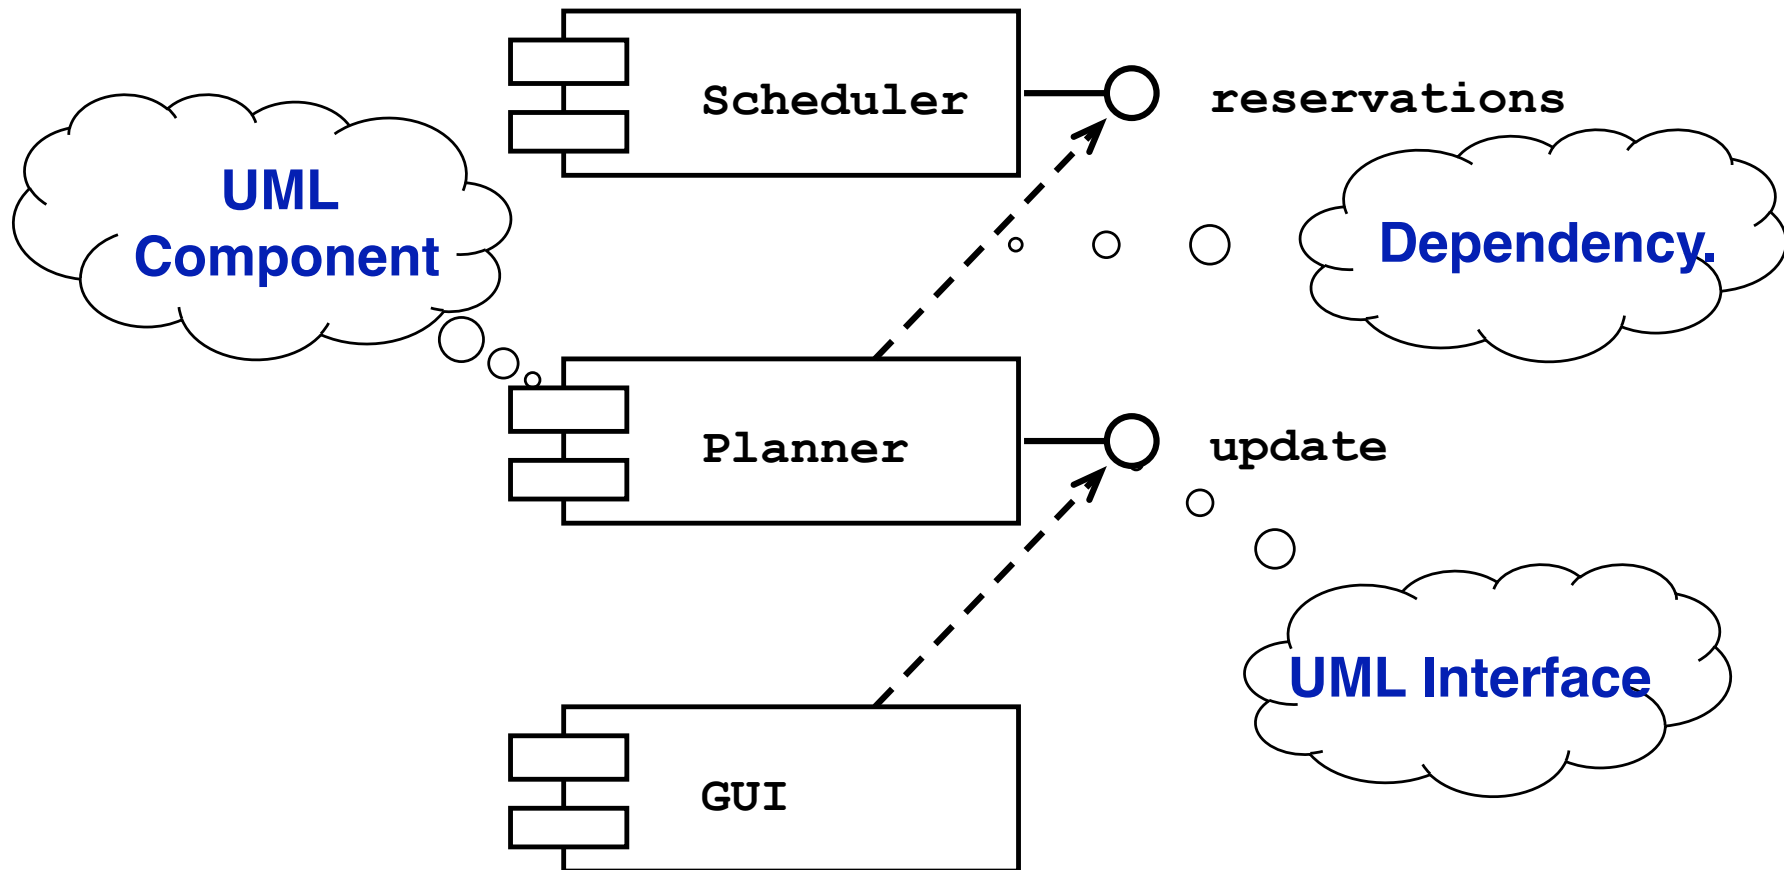 Scheduler
reservations
UML
Component
Dependency.
Planner
update
UML Interface
GUI